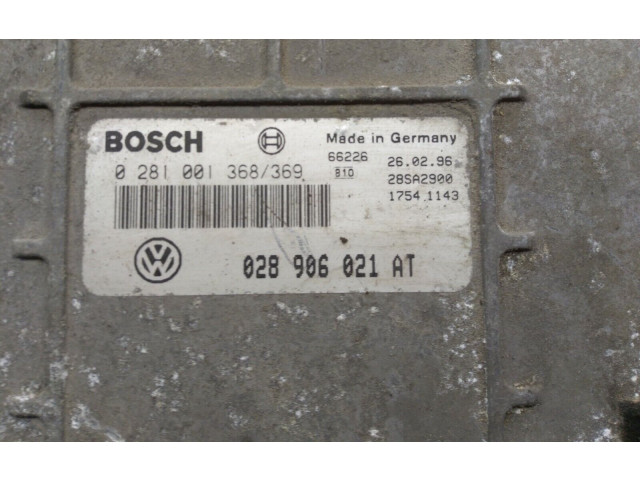 BOSCH
Made in Germany
0 281 001 368/369
66226
26.02.96
B10
28SA2900
1754 1143
028 906 021 AT